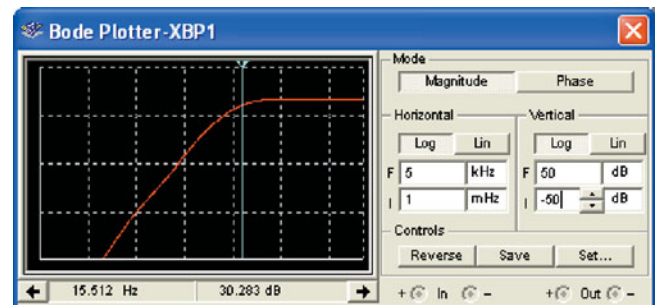 Bode Plotter-XBP1
Mode
Magnitude Phase
Horizontal Vertical
Log Lin Log Lin
F 5 kHz F 50 dB
I 1 mHz I -50 dB
Controls
Reverse Save Set...
15.512 Hz 30.283 dB + In - + Out -